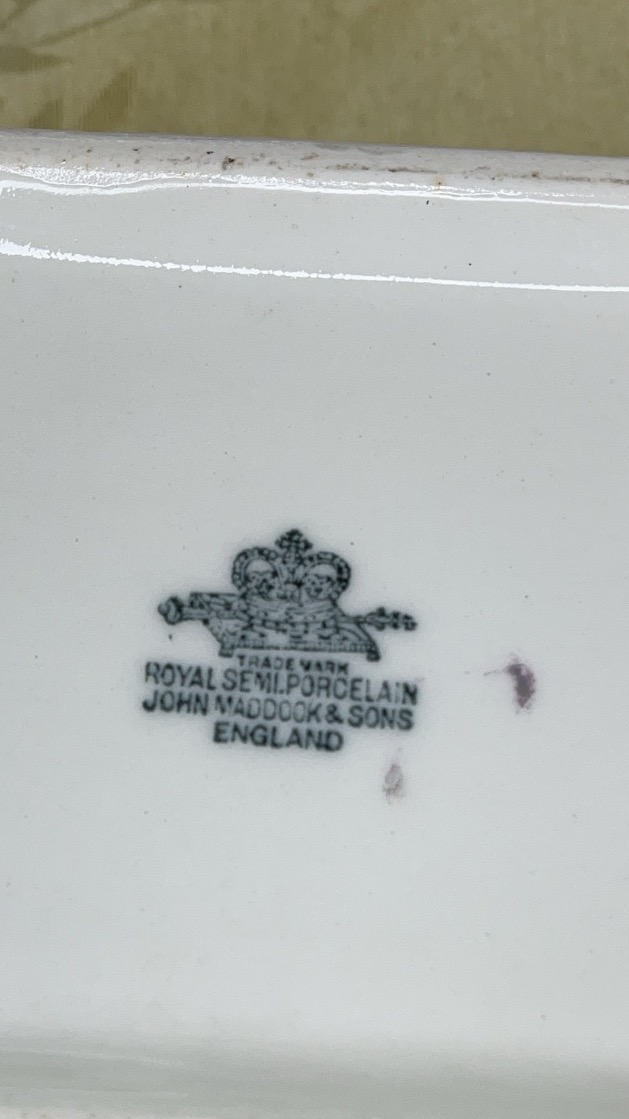 TRADE MARK
ROYAL SEMI.PORCELAIN
JOHN MADDOCK & SONS
ENGLAND